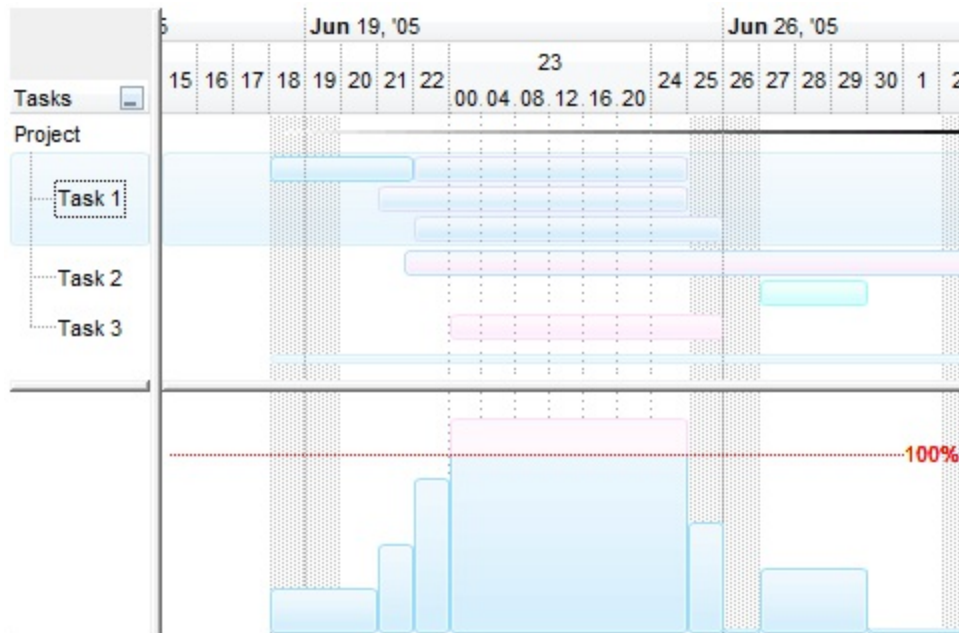 Jun 19, '05 Jun 26, '05
23
15 16 17 18 19 20 21 22 24 25 26 27 28 29 30 1 2
Tasks 00 04 08 12 16 20
Project
Task 1
Task 2
Task 3
100%